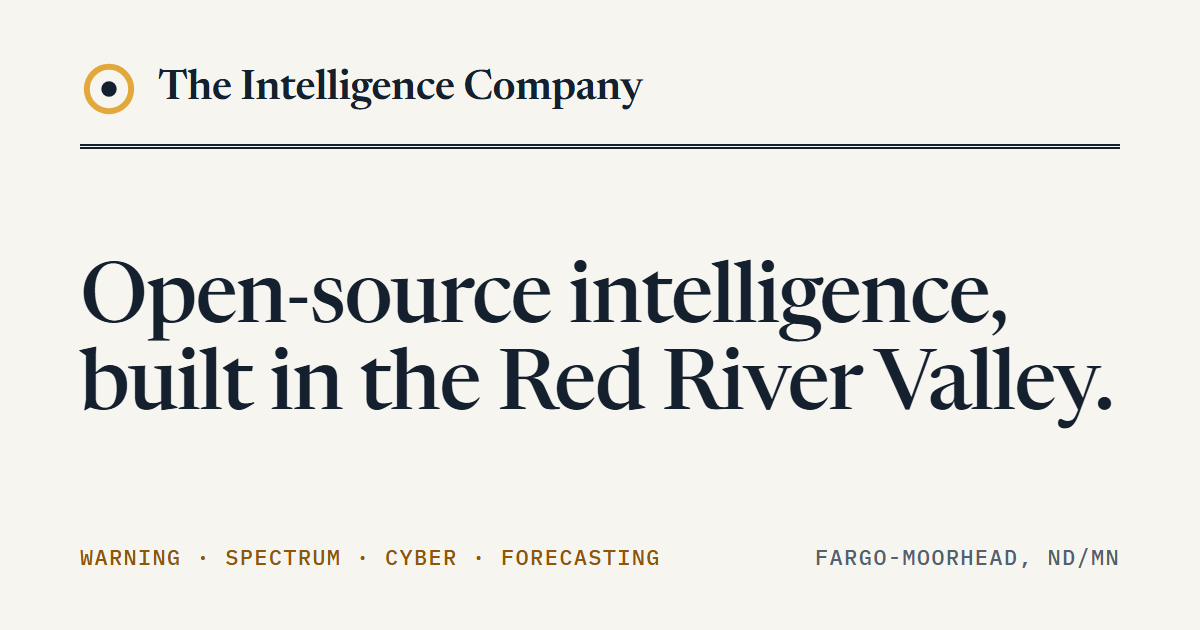 The Intelligence Company
Open-source intelligence,
built in the Red River Valley.
WARNING · SPECTRUM · CYBER · FORECASTING
FARGO-MOORHEAD, ND/MN